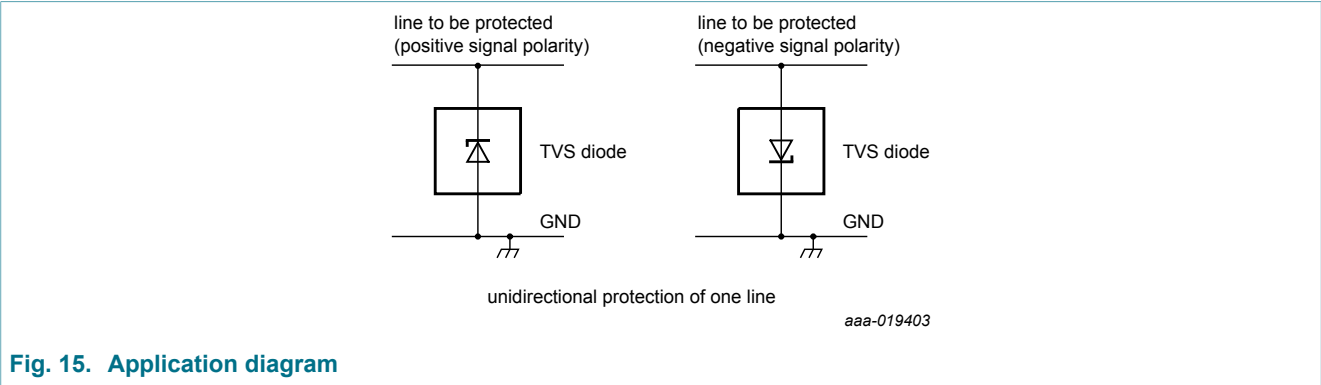 line to be protected
(positive signal polarity)
line to be protected
(negative signal polarity)
TVS diode
TVS diode
GND
GND
unidirectional protection of one line
aaa-019403
Fig. 15. Application diagram